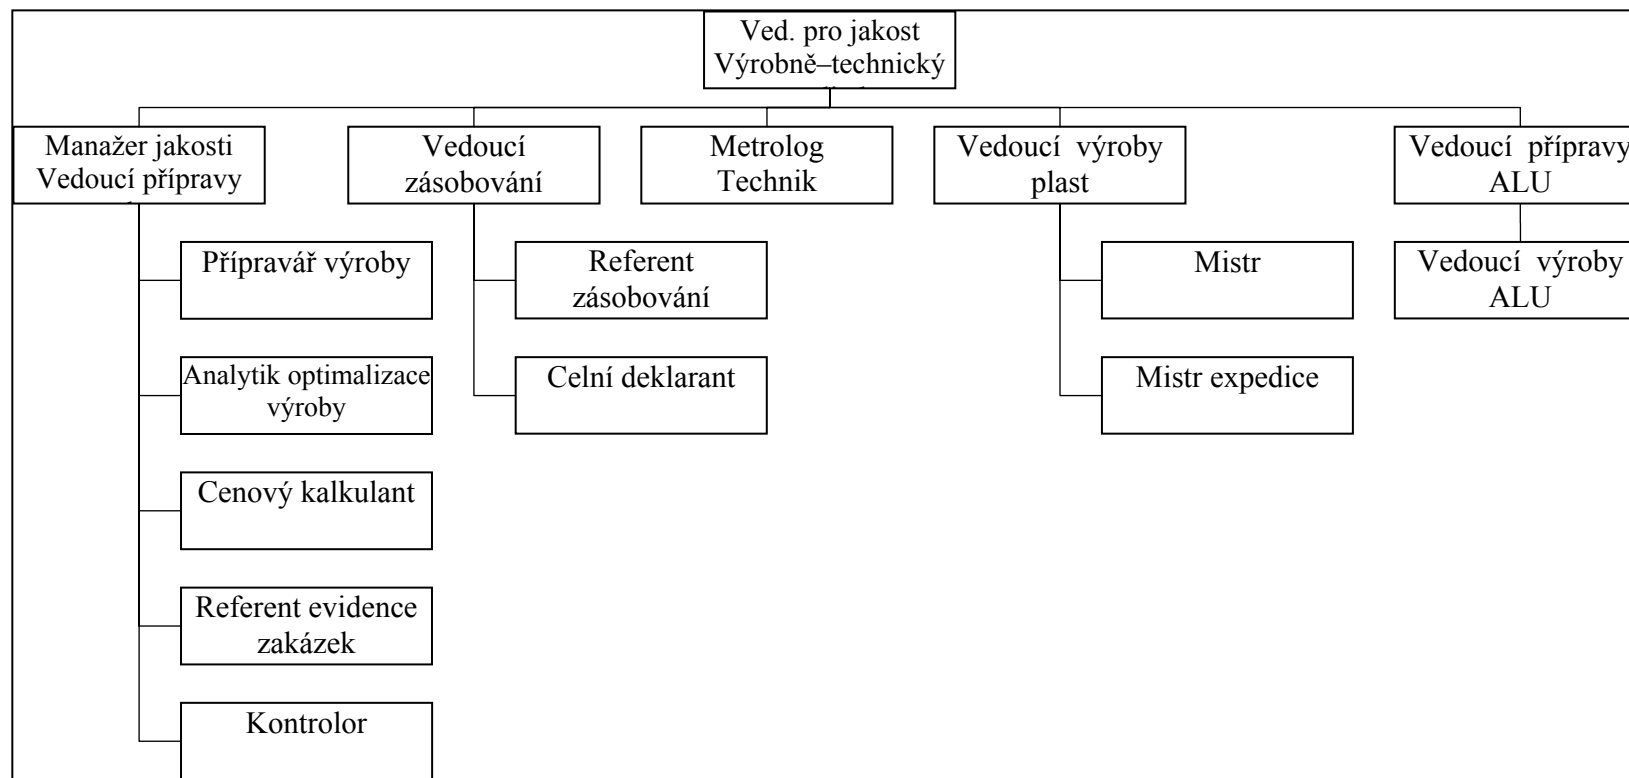 Ved. pro jakost
Výrobně–technický
Manažer jakosti
Vedoucí přípravy
Vedoucí
zásobování
Metrolog
Technik
Vedoucí výroby
plast
Vedoucí přípravy
ALU
Přípravář výroby
Referent
zásobování
Mistr
Vedoucí výroby
ALU
Analytik optimalizace
výroby
Celní deklarant
Mistr expedice
Cenový kalkulant
Referent evidence
zakázek
Kontrolor